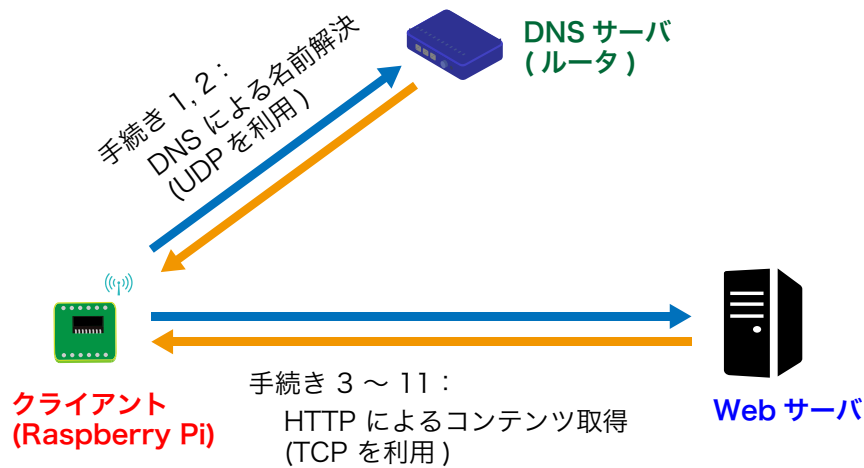 DNS サーバ
( ルータ )
手続き 1, 2：
DNS による名前解決
(UDP を利用 )
クライアント
(Raspberry Pi)
手続き 3 ～ 11：
HTTP によるコンテンツ取得
(TCP を利用 )
Web サーバ